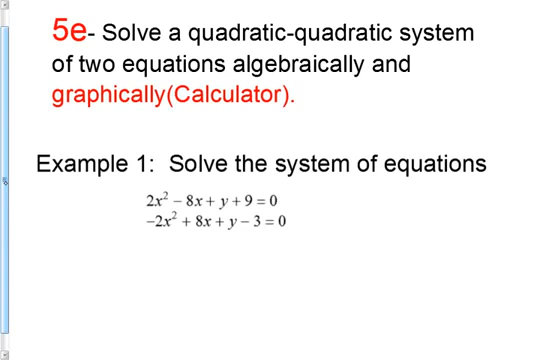 5e- Solve a quadratic-quadratic system
of two equations algebraically and
graphically(Calculator).
Example 1: Solve the system of equations
2x² − 8x + y + 9 = 0
−2x² + 8x + y − 3 = 0